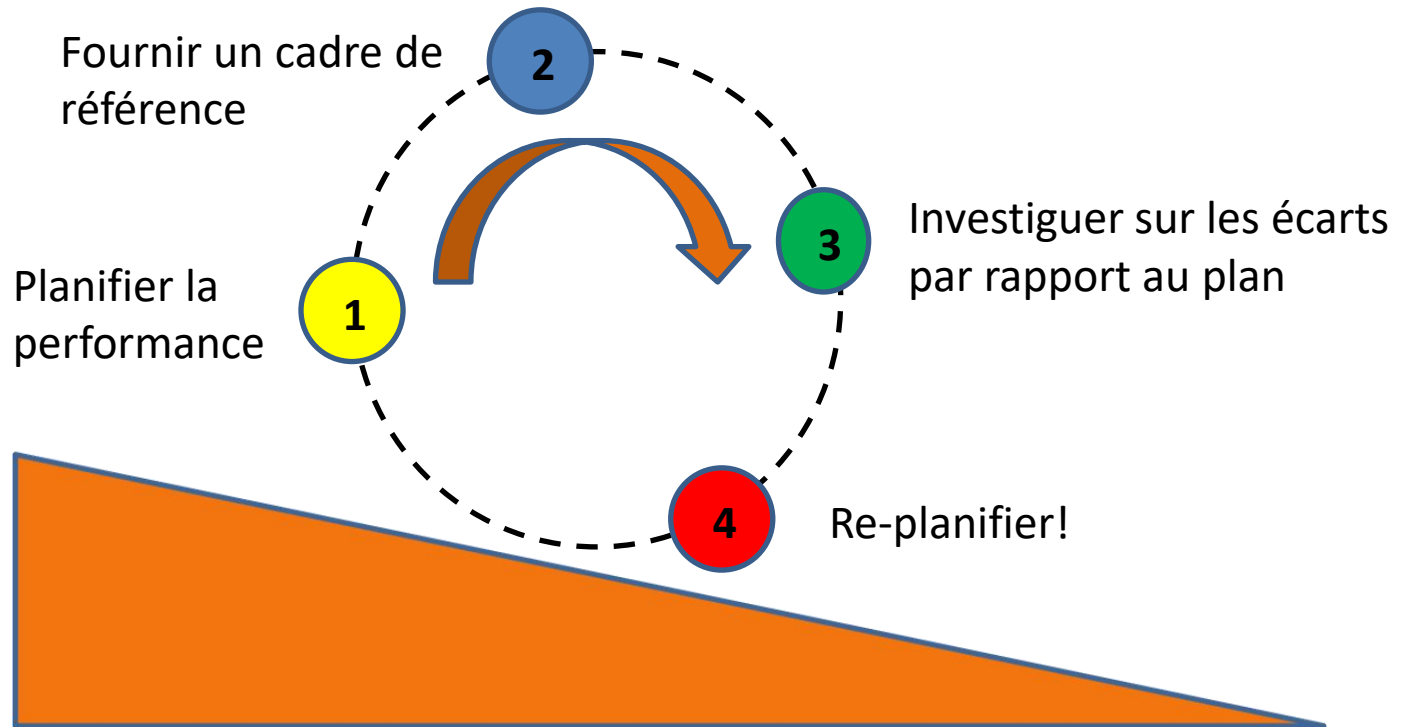 Fournir un cadre de
référence
2
3
Investiguer sur les écarts
par rapport au plan
Planifier la
performance
1
4
Re-planifier!